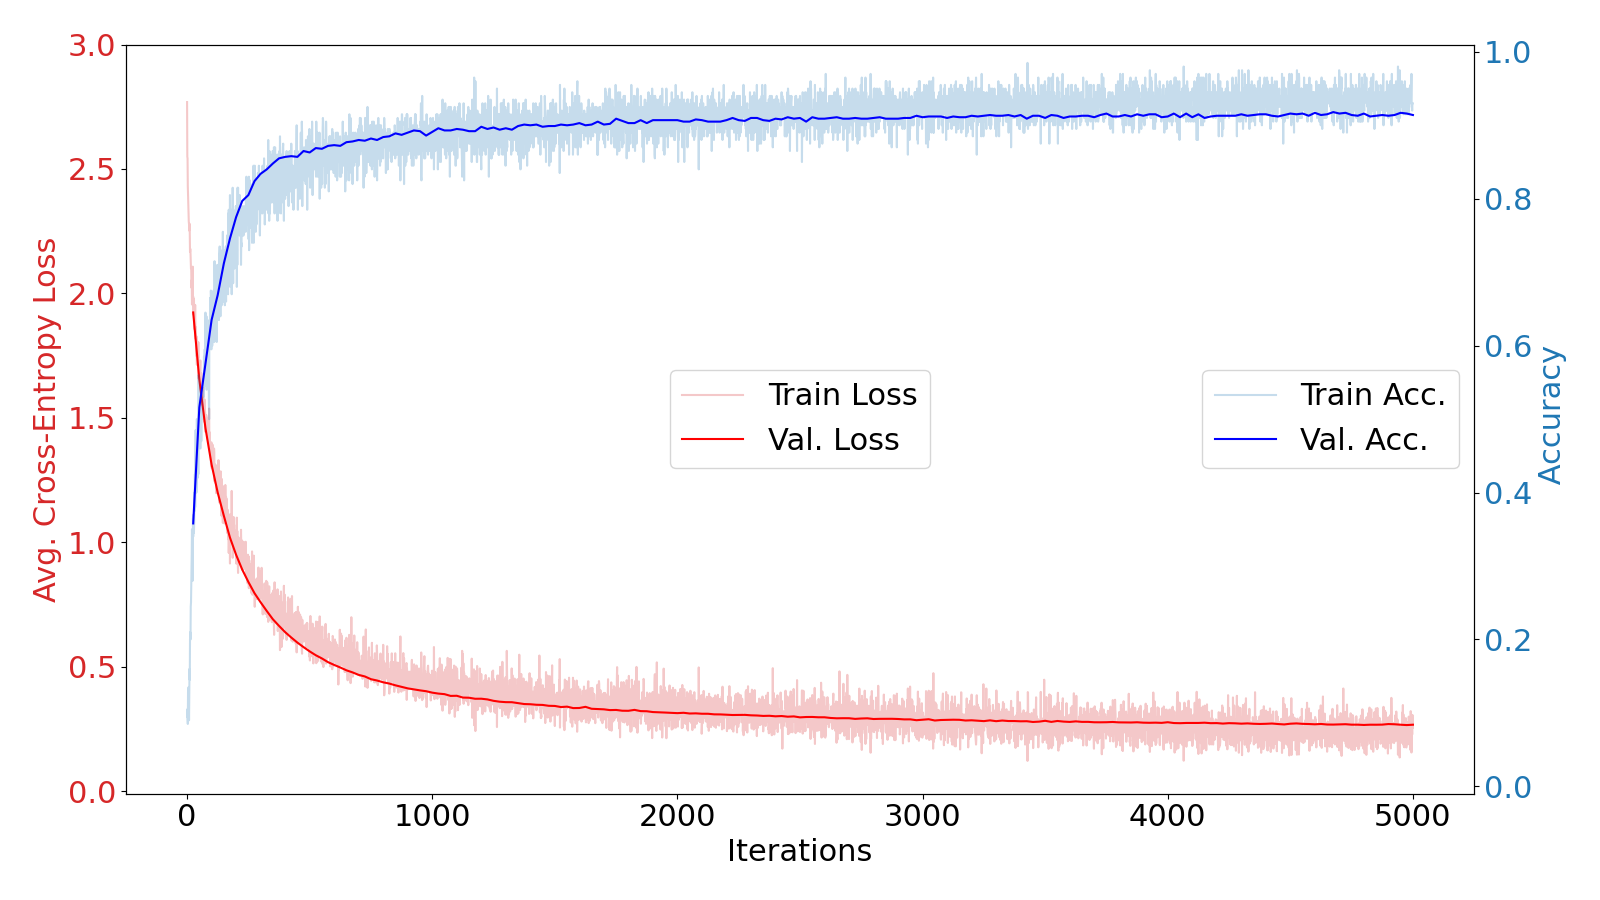 Avg. Cross-Entropy Loss
3.0
2.5
2.0
1.5
1.0
0.5
0.0
Train Loss
Val. Loss
Train Acc.
Val. Acc.
1.0
0.8
0.6
0.4
0.2
0.0
Accuracy
0 1000 2000 3000 4000 5000
Iterations